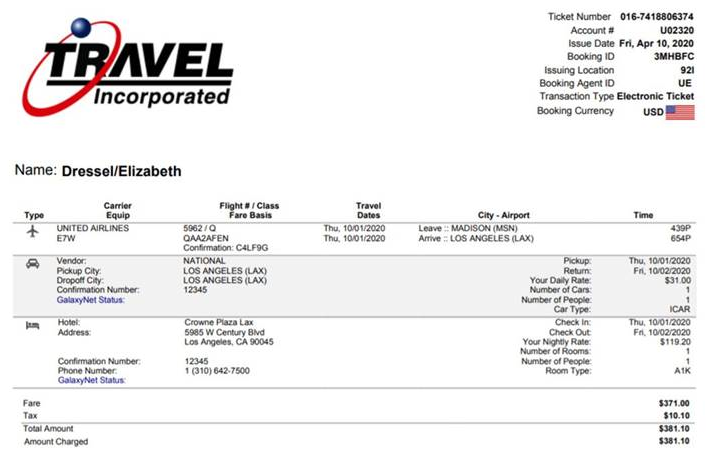 TRAVEL
Incorporated
Ticket Number 016-7418806374
Account # U02320
Issue Date Fri, Apr 10, 2020
Booking ID 3MHBFC
Issuing Location 92I
Booking Agent ID UE
Transaction Type Electronic Ticket
Booking Currency USD
Name: Dressel/Elizabeth
Type Carrier Equip Flight # / Class Fare Basis Travel Dates City - Airport Time
UNITED AIRLINES 5962 / Q Thu, 10/01/2020 Leave :: MADISON (MSN) 439P
E7W QAA2AFEN Thu, 10/01/2020 Arrive :: LOS ANGELES (LAX) 654P
Confirmation: C4LF9G
Vendor: NATIONAL Pickup: Thu, 10/01/2020
Pickup City: LOS ANGELES (LAX) Return: Fri, 10/02/2020
Dropoff City: LOS ANGELES (LAX) Your Daily Rate: $31.00
Confirmation Number: 12345 Number of Cars: 1
GalaxyNet Status: Number of People: 1
Car Type: ICAR
Hotel: Crowne Plaza Lax Check In: Thu, 10/01/2020
Address: 5985 W Century Blvd Check Out: Fri, 10/02/2020
Los Angeles, CA 90045 Your Nightly Rate: $119.20
Number of Rooms: 1
Confirmation Number: 12345 Number of People: 1
Phone Number: 1 (310) 642-7500 Room Type: A1K
GalaxyNet Status:
Fare $371.00
Tax $10.10
Total Amount $381.10
Amount Charged $381.10